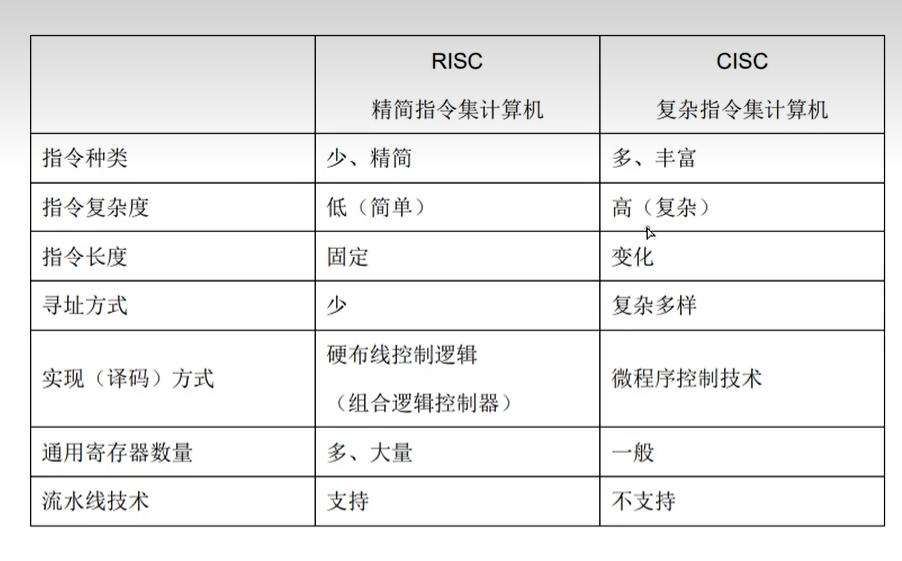 RISC
精简指令集计算机
CISC
复杂指令集计算机
指令种类
少、精简
多、丰富
指令复杂度
低（简单）
高（复杂）
指令长度
固定
变化
寻址方式
少
复杂多样
实现（译码）方式
硬布线控制逻辑
（组合逻辑控制器）
微程序控制技术
通用寄存器数量
多、大量
一般
流水线技术
支持
不支持